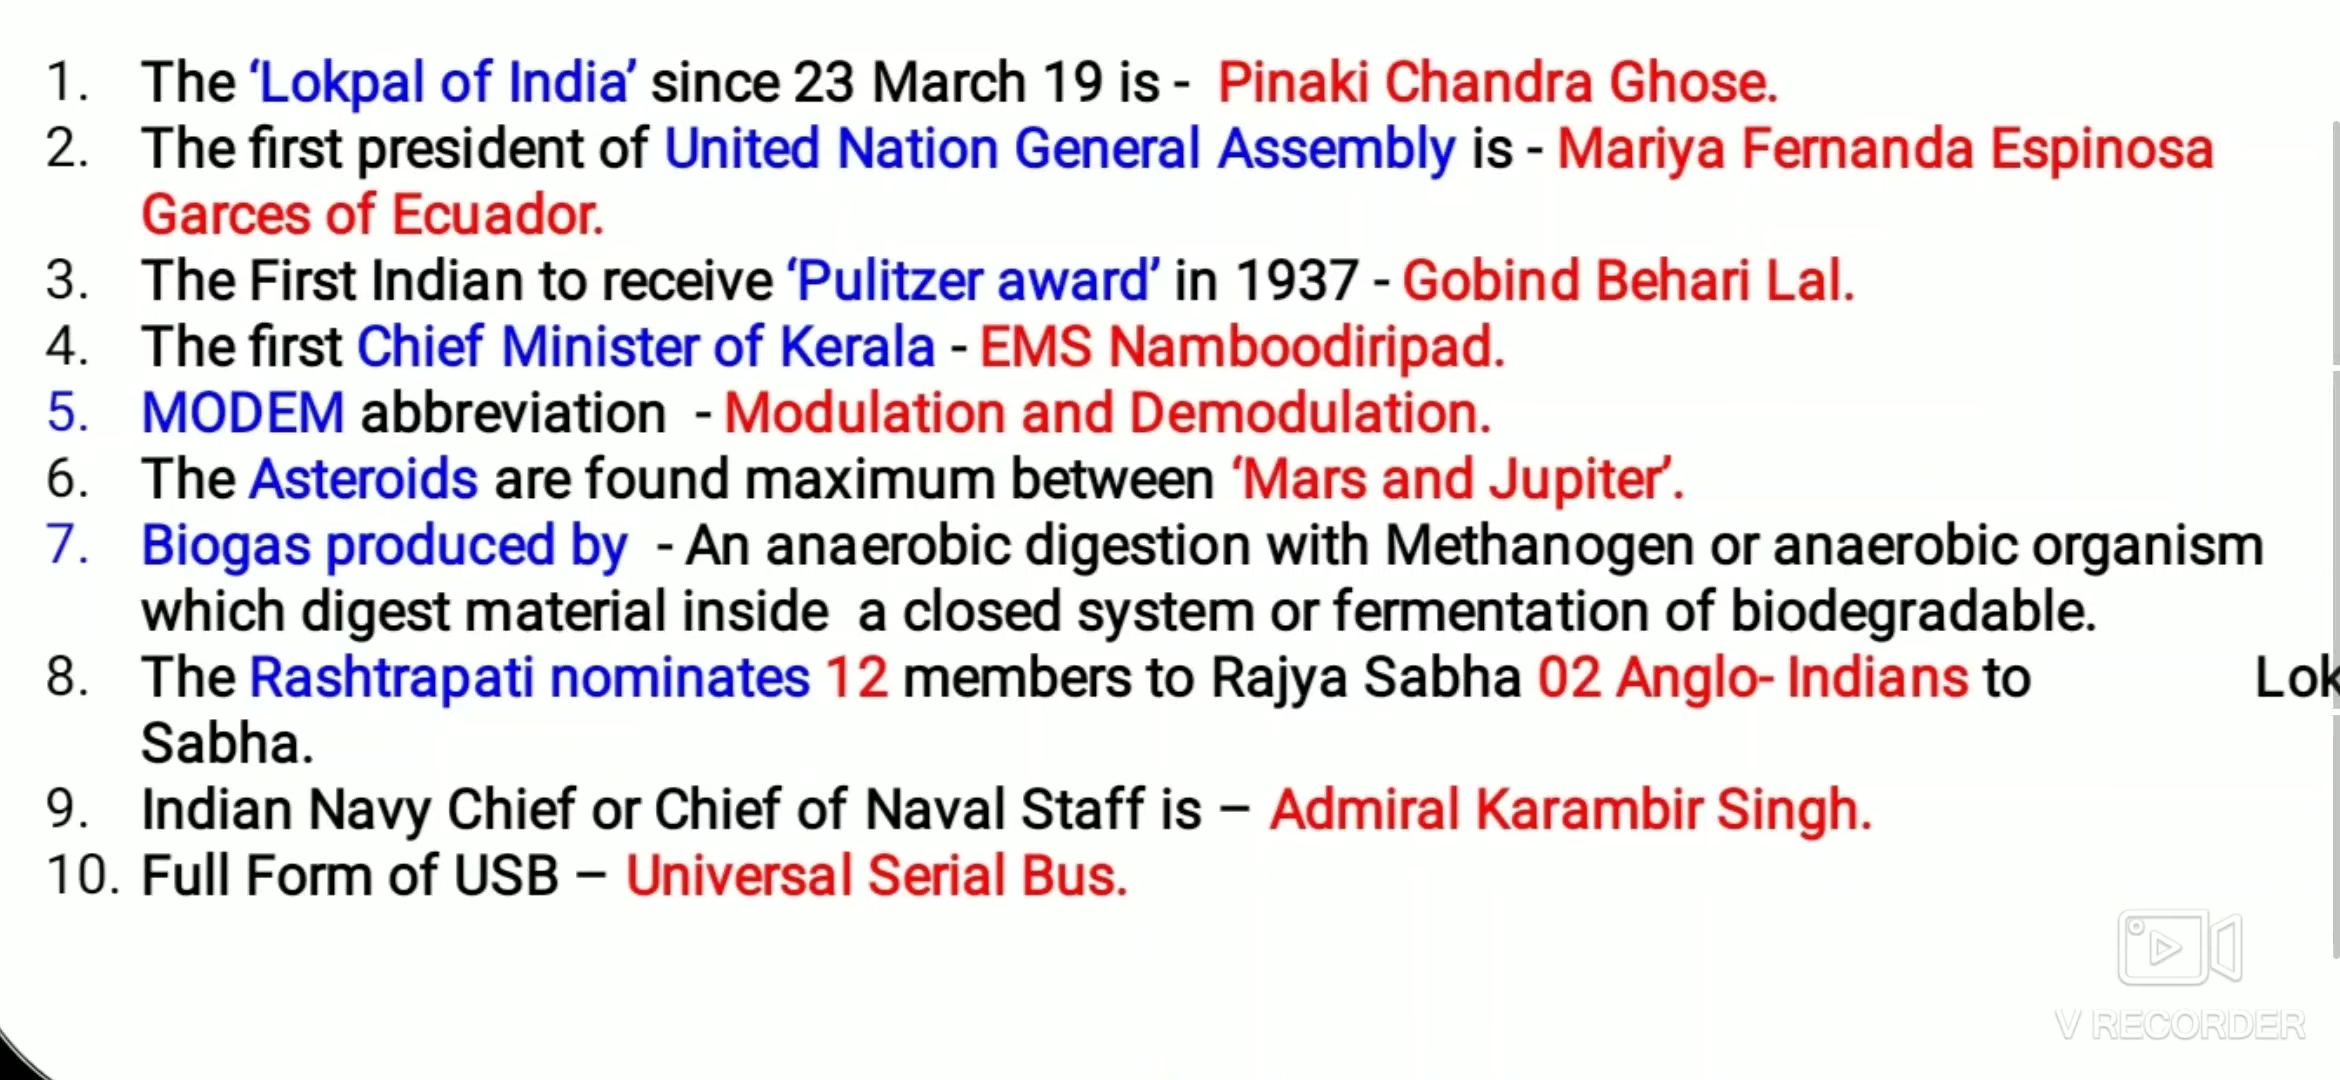 1. The ‘Lokpal of India’ since 23 March 19 is - Pinaki Chandra Ghose.
2. The first president of United Nation General Assembly is - Mariya Fernanda Espinosa
Garces of Ecuador.
3. The First Indian to receive ‘Pulitzer award’ in 1937 - Gobind Behari Lal.
4. The first Chief Minister of Kerala - EMS Namboodiripad.
5. MODEM abbreviation - Modulation and Demodulation.
6. The Asteroids are found maximum between ‘Mars and Jupiter’.
7. Biogas produced by - An anaerobic digestion with Methanogen or anaerobic organism
which digest material inside a closed system or fermentation of biodegradable.
8. The Rashtrapati nominates 12 members to Rajya Sabha 02 Anglo- Indians to Lok
Sabha.
9. Indian Navy Chief or Chief of Naval Staff is – Admiral Karambir Singh.
10. Full Form of USB – Universal Serial Bus.
V RECORDER